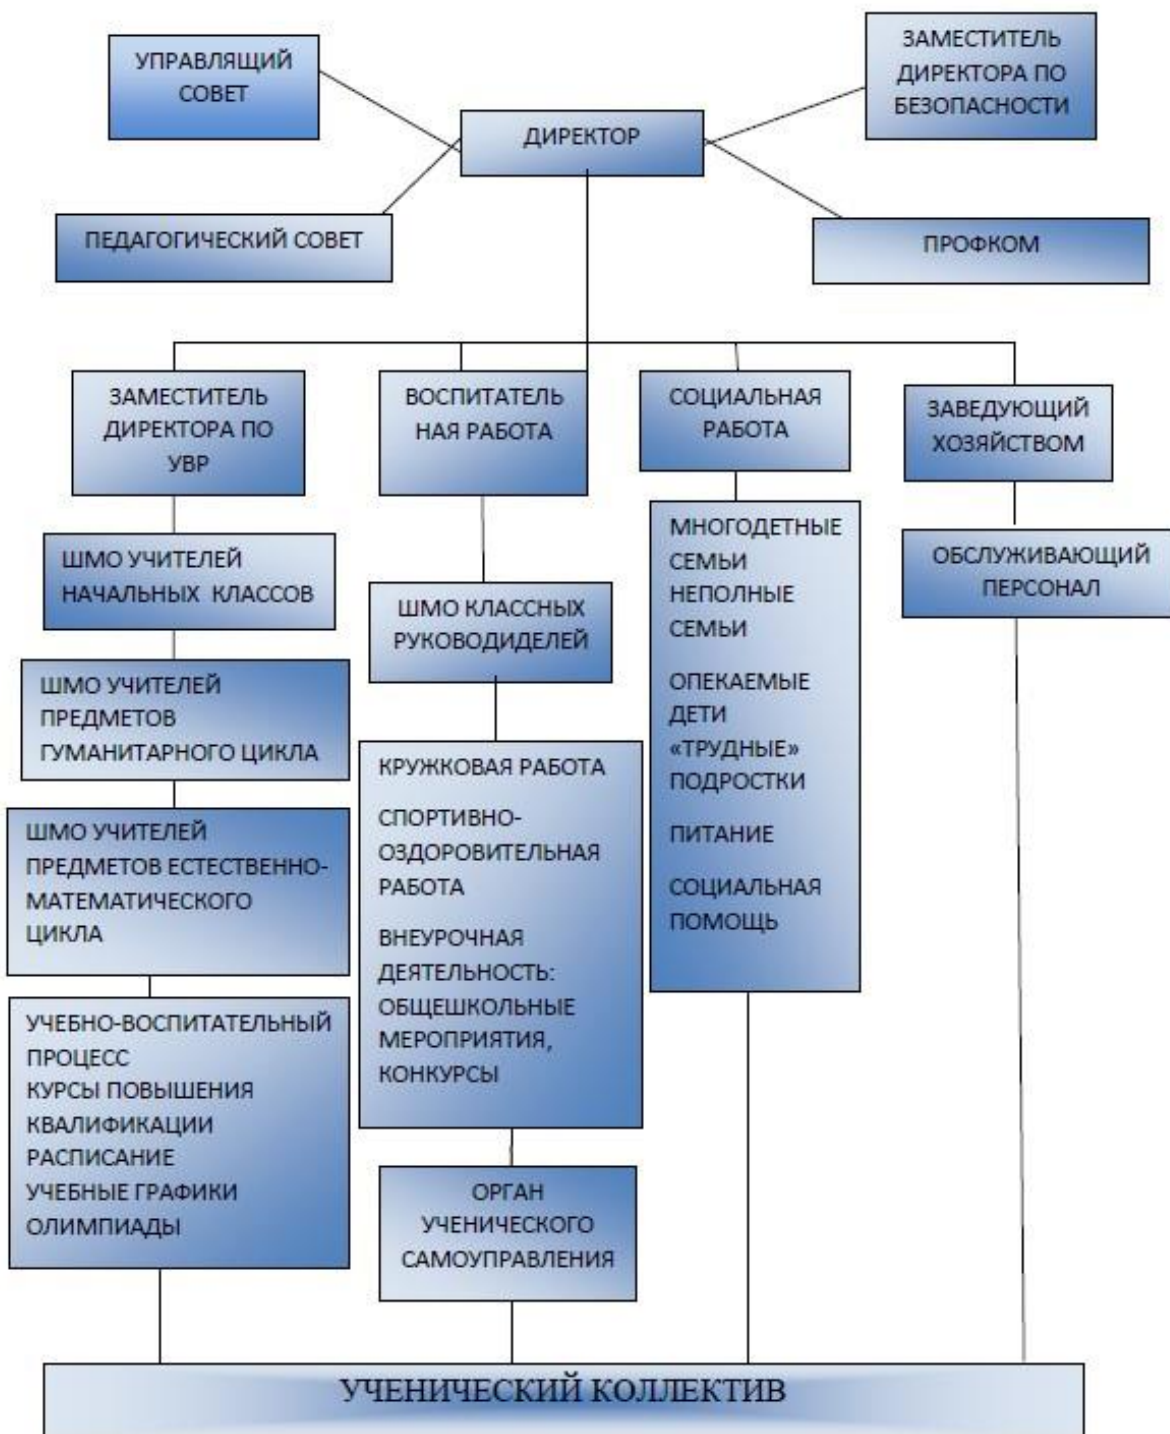 УПРАВЛЯЩИЙ
СОВЕТ
ЗАМЕСТИТЕЛЬ
ДИРЕКТОРА ПО
БЕЗОПАСНОСТИ
ДИРЕКТОР
ПЕДАГОГИЧЕСКИЙ СОВЕТ
ПРОФКОМ
ЗАМЕСТИТЕЛЬ
ДИРЕКТОРА ПО
УВР
ШМО УЧИТЕЛЕЙ
НАЧАЛЬНЫХ КЛАССОВ
ШМО УЧИТЕЛЕЙ
ПРЕДМЕТОВ
ГУМАНИТАРНОГО ЦИКЛА
ШМО УЧИТЕЛЕЙ
ПРЕДМЕТОВ ЕСТЕСТВЕННО-
МАТЕМАТИЧЕСКОГО
ЦИКЛА
УЧЕБНО-ВОСПИТАТЕЛЬНЫЙ
ПРОЦЕСС
КУРСЫ ПОВЫШЕНИЯ
КВАЛИФИКАЦИИ
РАСПИСАНИЕ
УЧЕБНЫЕ ГРАФИКИ
ОЛИМПИАДЫ
ВОСПИТАТЕЛЬ
НАЯ РАБОТА
ШМО КЛАССНЫХ
РУКОВОДИДЕЛЕЙ
КРУЖКОВАЯ РАБОТА
СПОРТИВНО-
ОЗДОРОВИТЕЛЬНАЯ
РАБОТА
ВНЕУРОЧНАЯ
ДЕЯТЕЛЬНОСТЬ:
ОБЩЕШКОЛЬНЫЕ
МЕРОПРИЯТИЯ,
КОНКУРСЫ
ОРГАН
УЧЕНИЧЕСКОГО
САМОУПРАВЛЕНИЯ
СОЦИАЛЬНАЯ
РАБОТА
МНОГОДЕТНЫЕ
СЕМЬИ
НЕПОЛНЫЕ
СЕМЬИ
ОПЕКАЕМЫЕ
ДЕТИ
«ТРУДНЫЕ»
ПОДРОСТКИ
ПИТАНИЕ
СОЦИАЛЬНАЯ
ПОМОЩЬ
ЗАВЕДУЮЩИЙ
ХОЗЯЙСТВОМ
ОБСЛУЖИВАЮЩИЙ
ПЕРСОНАЛ
УЧЕНИЧЕСКИЙ КОЛЛЕКТИВ